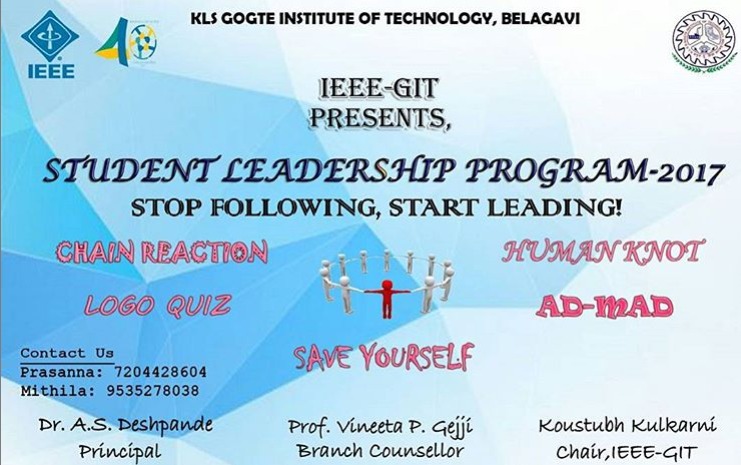 KLS GOGTE INSTITUTE OF TECHNOLOGY, BELAGAVI
IEEE
IEEE-GIT
PRESENTS,
STUDENT LEADERSHIP PROGRAM-2017
STOP FOLLOWING, START LEADING!
CHAIN REACTION
HUMAN KNOT
LOGO QUIZ
AD-MAD
SAVE YOURSELF
Contact Us
Prasanna: 7204428604
Mithila: 9535278038
Dr. A.S. Deshpande
Principal
Prof. Vineeta P. Gejji
Branch Counsellor
Koustubh Kulkarni
Chair,IEEE-GIT